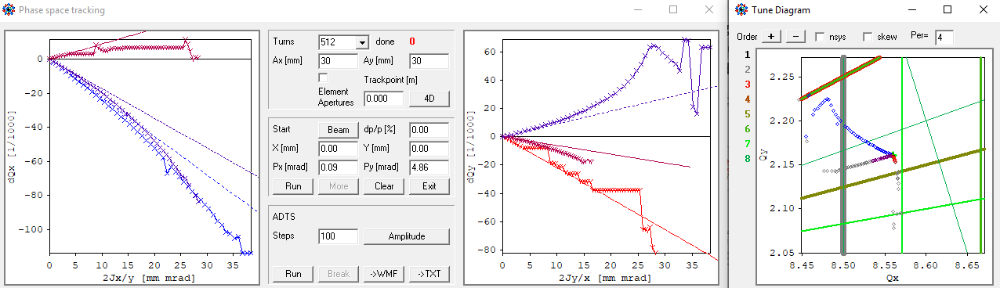 Phase space tracking
0
-20
-40
-60
-80
-100
dQx [1/1000]
0 5 10 15 20 25 30 35
2Jx/y [mm mrad]
Turns 512 done 0
Ax [mm] Ay [mm]
30 30
Trackpoint [m]
Element Apertures 0.000 4D
Start Beam dp/p [%] 0.00
X [mm] 0.00 Y [mm] 0.00
Px [mrad] 0.09 Py [mrad] 4.86
Run More Clear Exit
ADTS
Steps 100 Amplitude
Run Break ->WMF ->TXT
60
40
20
0
-20
-40
-60
-80
dQy [1/1000]
0 5 10 15 20 25 30 35
2Jy/x [mm mrad]
Tune Diagram
Order + - nsys skew Per= 4
1
2
3
4
5
6
7
8
2.25
2.20
2.15
2.10
2.05
Qy
8.45 8.50 8.55 8.60 8.65
Qx